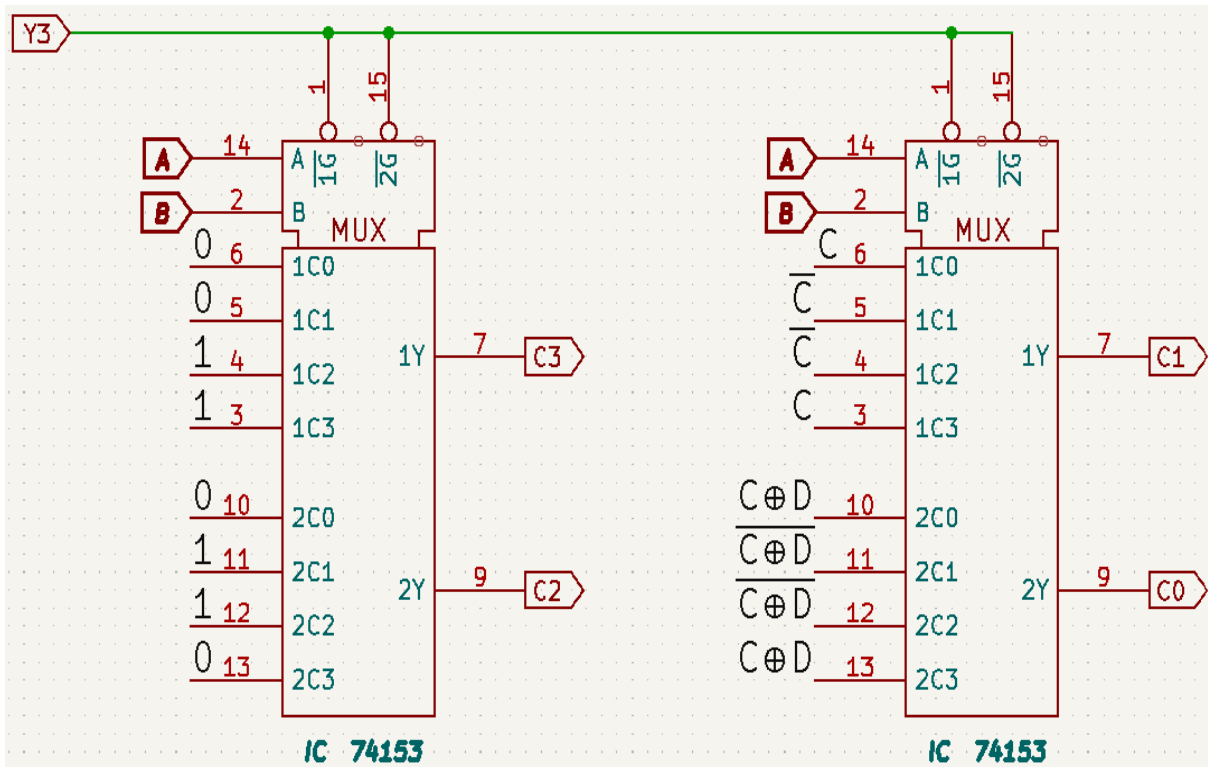 Y3
1 15 1 15
A 14 A 1G 2G A 14 A 1G 2G
B 2 B B 2 B
MUX MUX
0 6 1C0 C 6 1C0
0 5 1C1 C̅ 5 1C1
1 4 1C2 1Y 7 C3 C̅ 4 1C2 1Y 7 C1
1 3 1C3 C 3 1C3
0 10 2C0 C⊕D 10 2C0
1 11 2C1 C̅⊕̅D̅ 11 2C1
1 12 2C2 2Y 9 C2 C̅⊕̅D̅ 12 2C2 2Y 9 C0
0 13 2C3 C⊕D 13 2C3
IC 74153 IC 74153